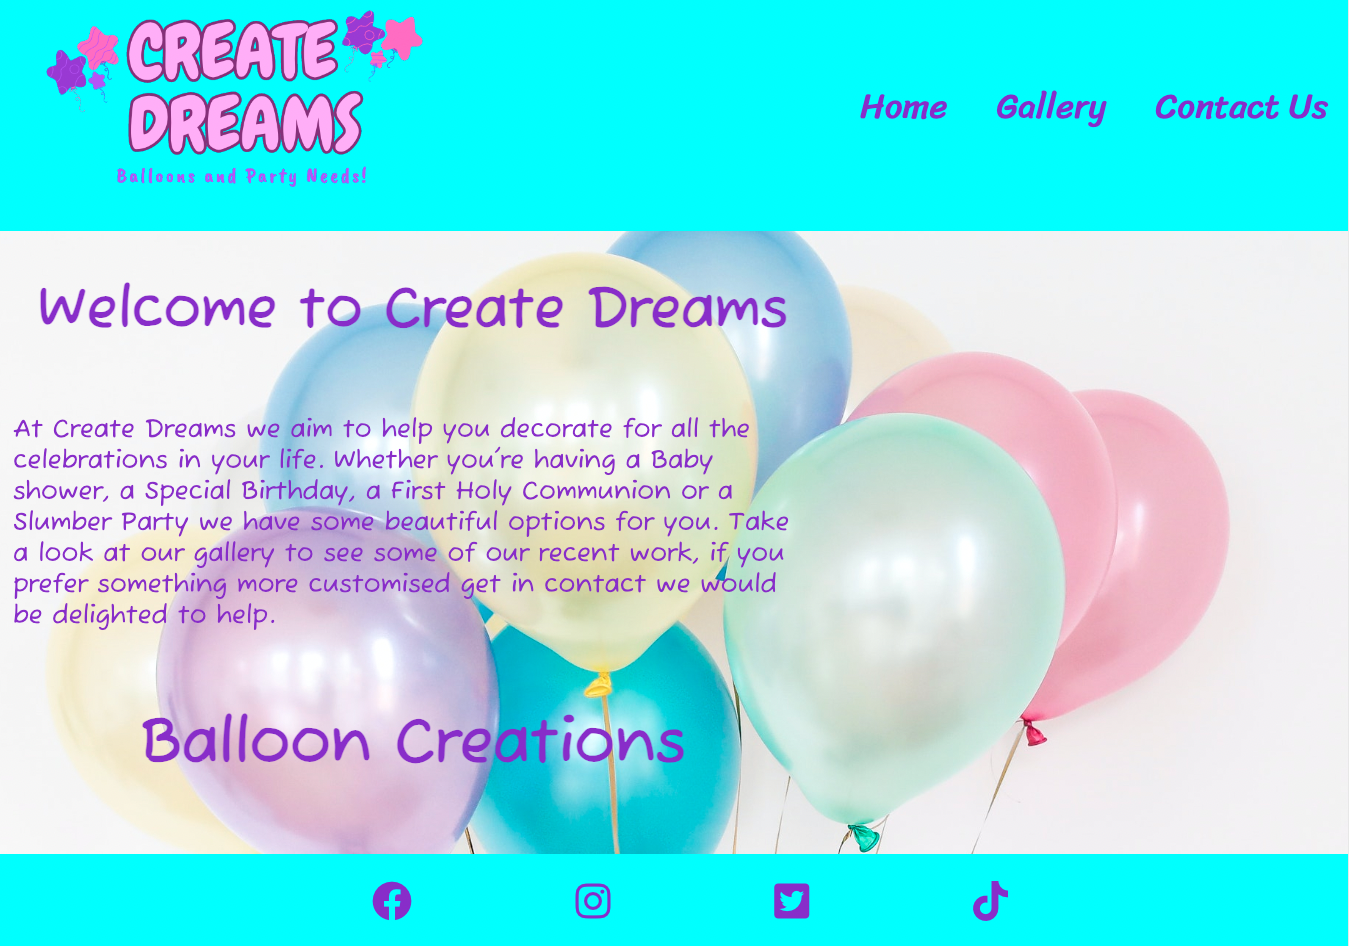 CREATE
DREAMS
Balloons and Party Needs!
Home Gallery Contact Us
Welcome to Create Dreams
At Create Dreams we aim to help you decorate for all the
celebrations in your life. Whether you're having a Baby
shower, a Special Birthday, a First Holy Communion or a
Slumber Party we have some beautiful options for you. Take
a look at our gallery to see some of our recent work, if you
prefer something more customised get in contact we would
be delighted to help.
Balloon Creations